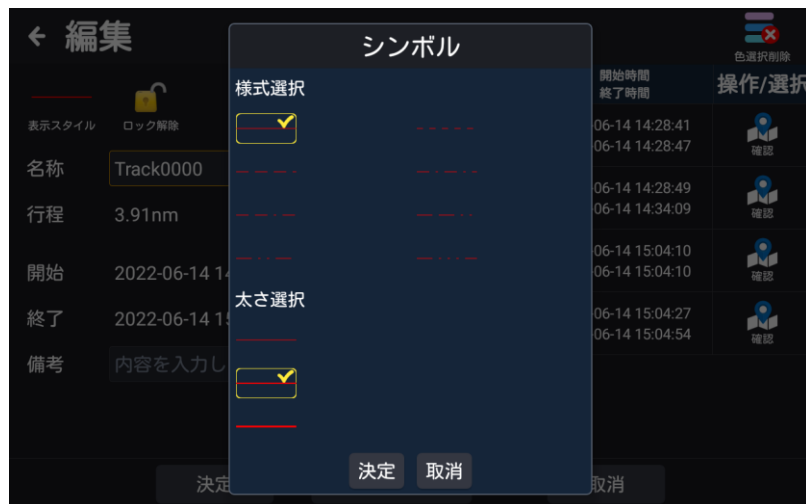 編集
色選択削除
表示スタイル
ロック解除
名称 Track0000
行程 3.91nm
開始 2022-06-14 14
終了 2022-06-14 1
備考 内容を入力し
決定
シンボル
様式選択
太さ選択
決定 取消
開始時間
終了時間
操作/選択
06-14 14:28:41
06-14 14:28:47
確認
06-14 14:28:49
06-14 14:34:09
確認
06-14 15:04:10
06-14 15:04:10
確認
06-14 15:04:27
06-14 15:04:54
確認
取消